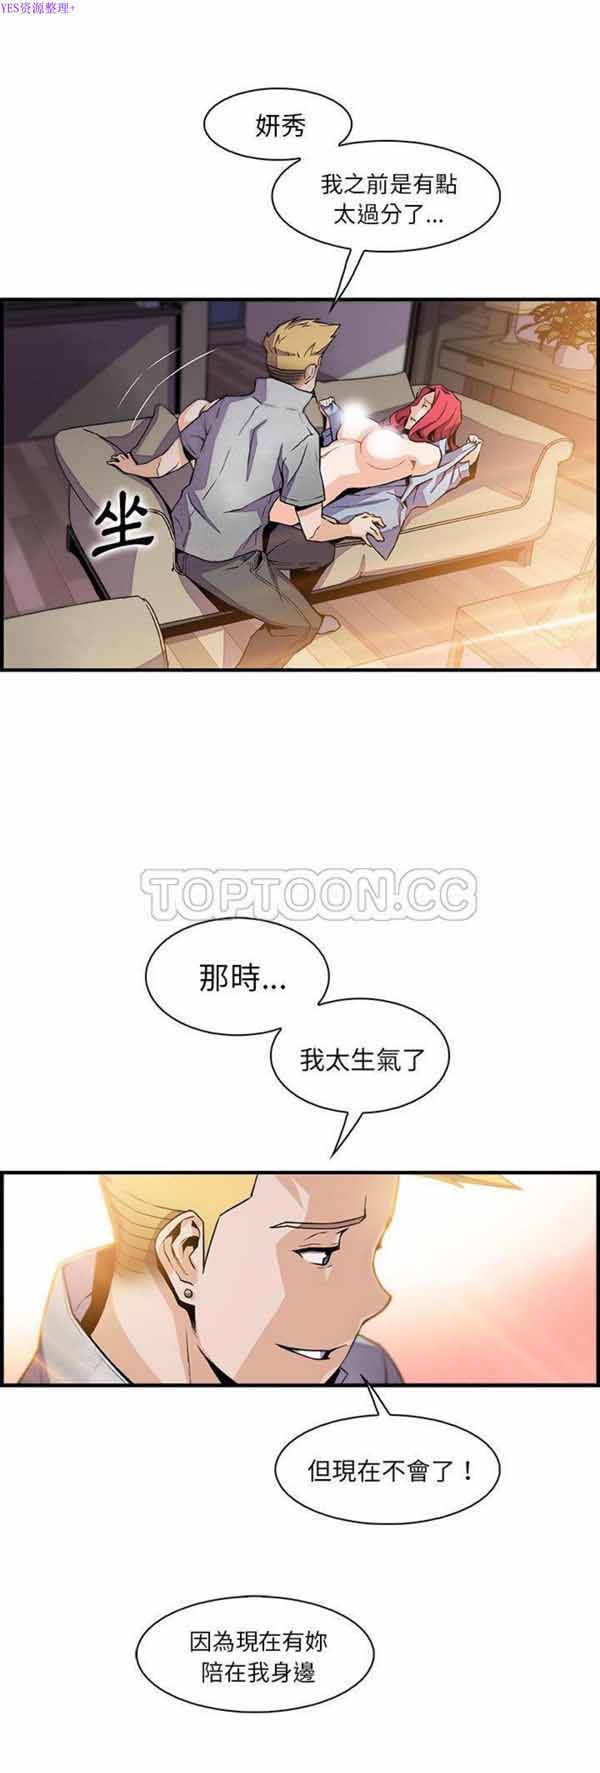 YES资源整理+
妍秀
我之前是有點
太過分了...
坐
TOPTOON.CC
那時...
我太生氣了
但現在不會了！
因為現在有妳
陪在我身邊